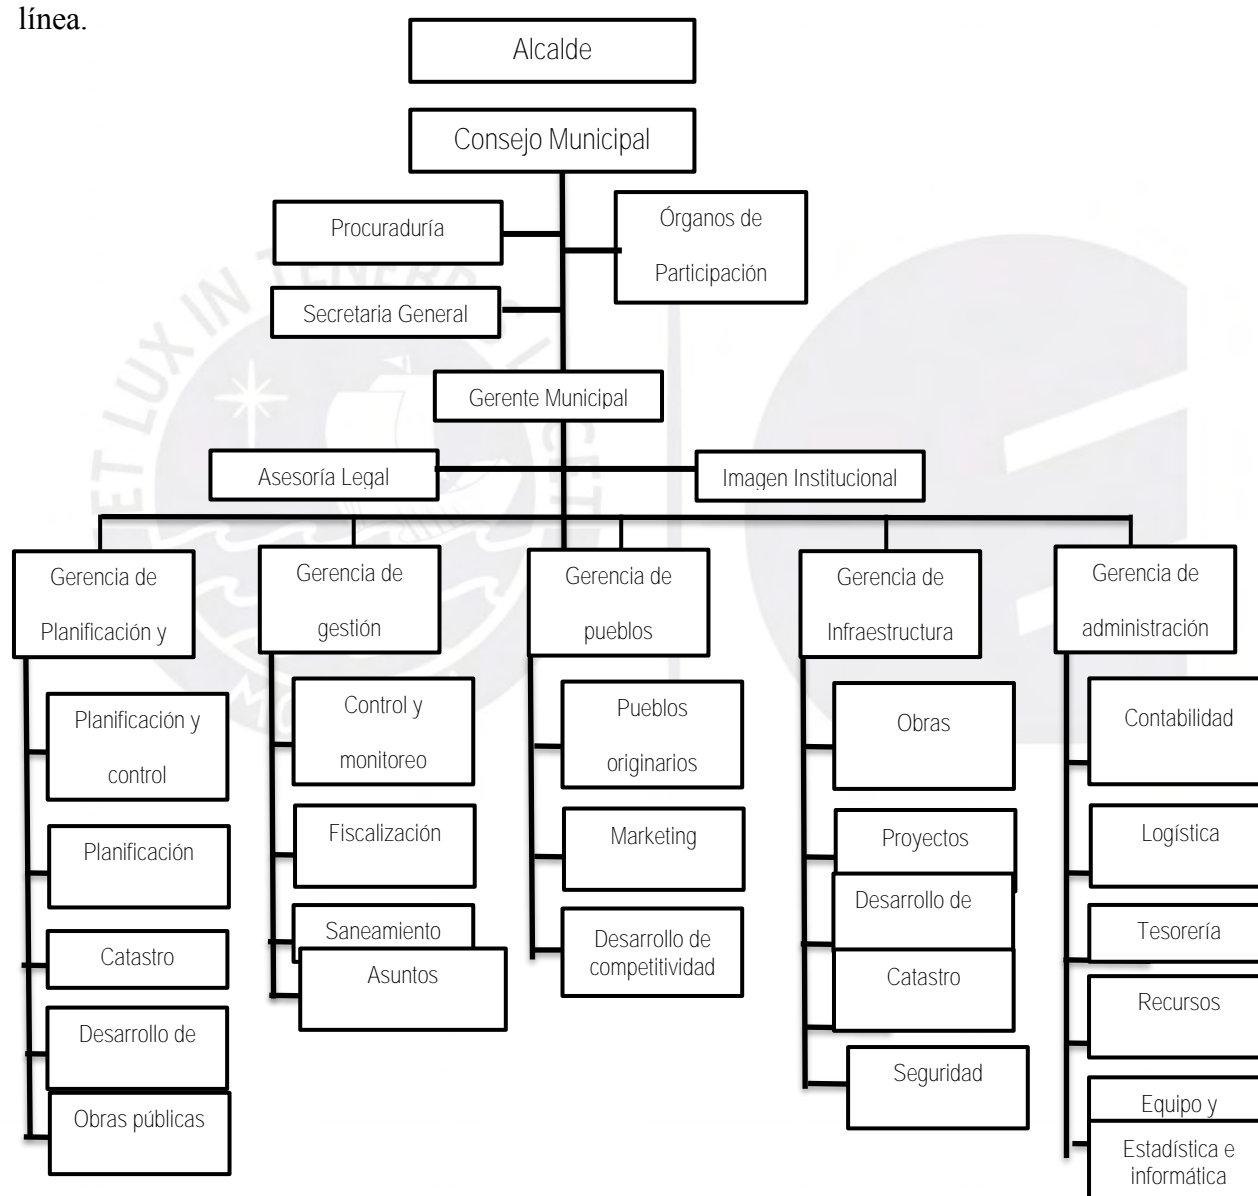 línea.
Alcalde
Consejo Municipal
Procuraduría
Órganos de
Participación
Secretaria General
Gerente Municipal
Asesoría Legal
Imagen Institucional
Gerencia de
Planificación y
Gerencia de
gestión
Gerencia de
pueblos
Gerencia de
Infraestructura
Gerencia de
administración
Planificación y
control
Planificación
Catastro
Desarrollo de
Obras públicas
Control y
monitoreo
Fiscalización
Saneamiento
Asuntos
Pueblos
originarios
Marketing
Desarrollo de
competitividad
Obras
Proyectos
Desarrollo de
Catastro
Seguridad
Contabilidad
Logística
Tesorería
Recursos
Equipo y
Estadística e
informática
ET LUX IN